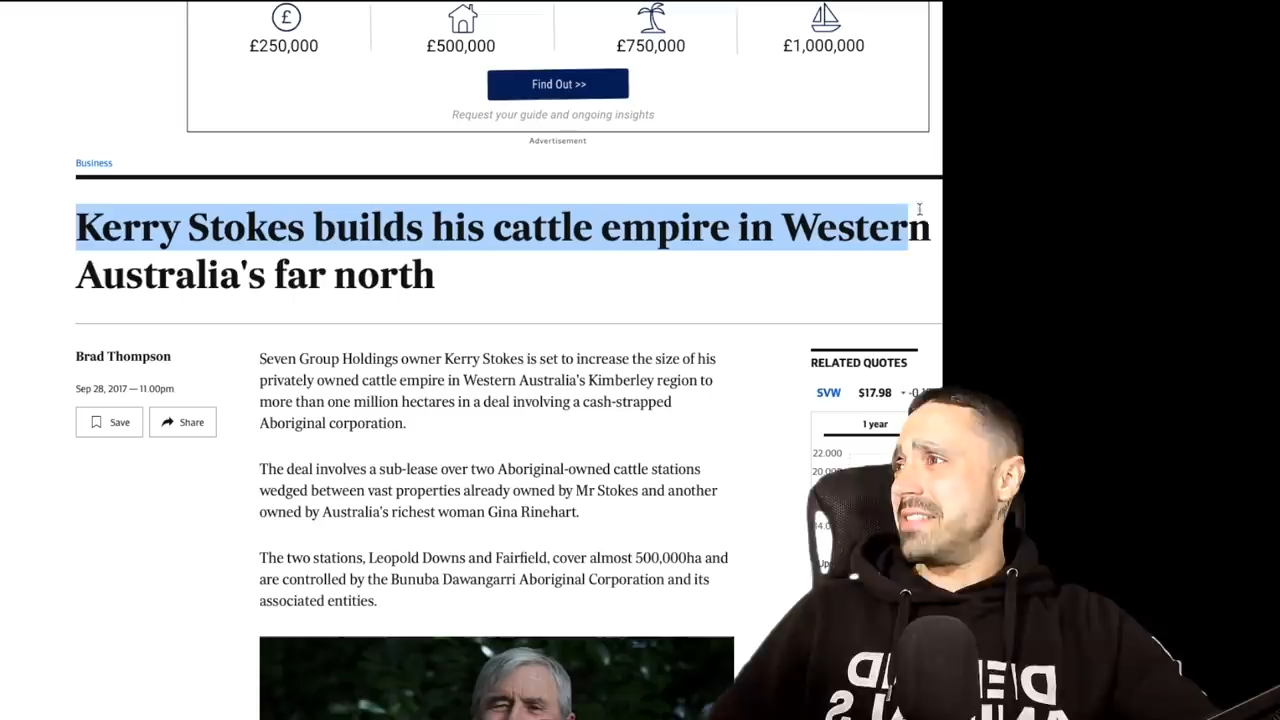 £250,000
£500,000
£750,000
£1,000,000
Find Out >>
Request your guide and ongoing insights
Advertisement
Business
Kerry Stokes builds his cattle empire in Western
Australia's far north
Brad Thompson
Sep 28, 2017 — 11.00pm
Save
Share
Seven Group Holdings owner Kerry Stokes is set to increase the size of his
privately owned cattle empire in Western Australia's Kimberley region to
more than one million hectares in a deal involving a cash-strapped
Aboriginal corporation.
The deal involves a sub-lease over two Aboriginal-owned cattle stations
wedged between vast properties already owned by Mr Stokes and another
owned by Australia's richest woman Gina Rinehart.
The two stations, Leopold Downs and Fairfield, cover almost 500,000ha and
are controlled by the Bunuba Dawangarri Aboriginal Corporation and its
associated entities.
RELATED QUOTES
SVW $17.98
1 year
22.000